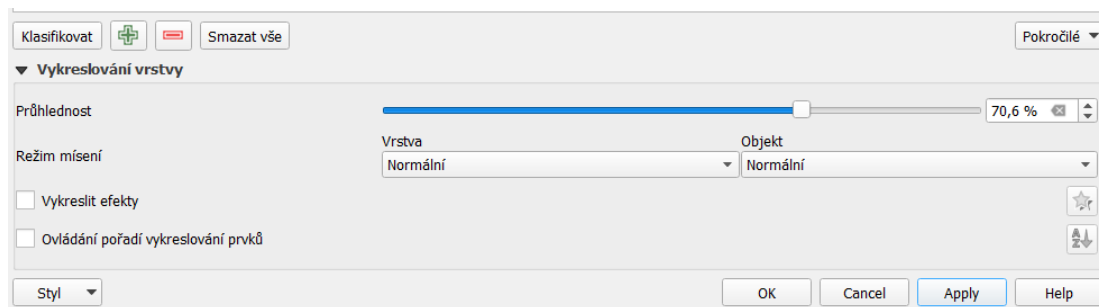 Klasifikovat Smazat vše Pokročilé
Vykreslování vrstvy
Průhlednost 70,6 %
Vrstva Objekt
Režim mísení Normální Normální
Vykreslit efekty
Ovládání pořadí vykreslování prvků
Styl OK Cancel Apply Help